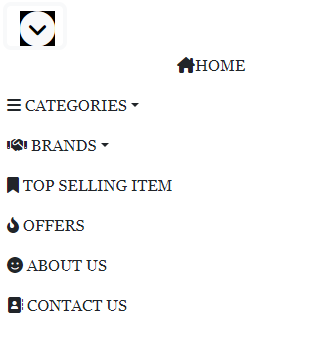 HOME
CATEGORIES
BRANDS
TOP SELLING ITEM
OFFERS
ABOUT US
CONTACT US